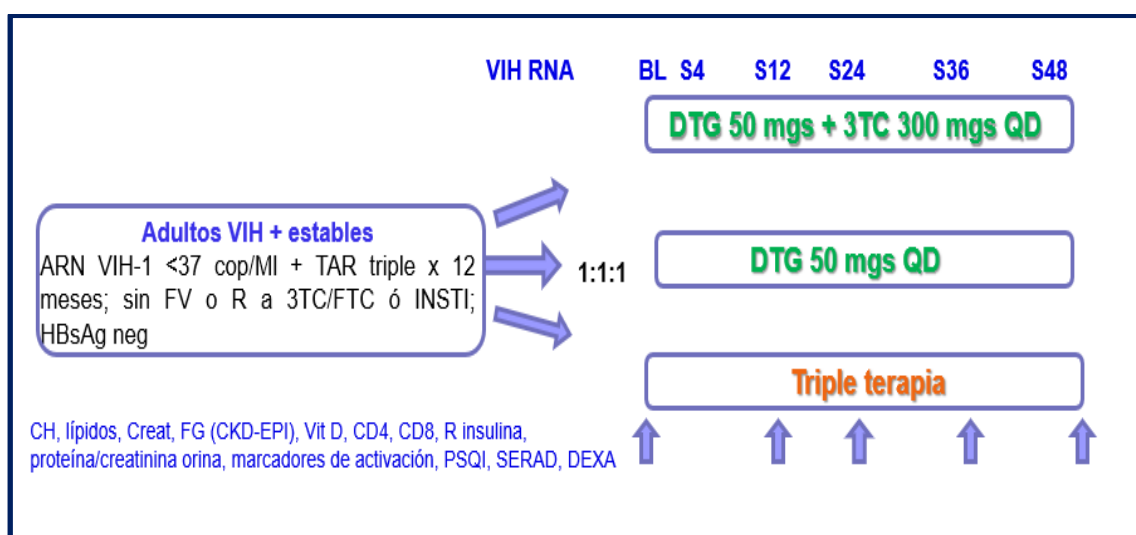 VIH RNA BL S4 S12 S24 S36 S48
DTG 50 mgs + 3TC 300 mgs QD
Adultos VIH + estables
ARN VIH-1 <37 cop/Ml + TAR triple x 12
meses; sin FV o R a 3TC/FTC ó INSTI;
HBsAg neg
1:1:1
DTG 50 mgs QD
Triple terapia
CH, lípidos, Creat, FG (CKD-EPI), Vit D, CD4, CD8, R insulina,
proteína/creatinina orina, marcadores de activación, PSQI, SERAD, DEXA